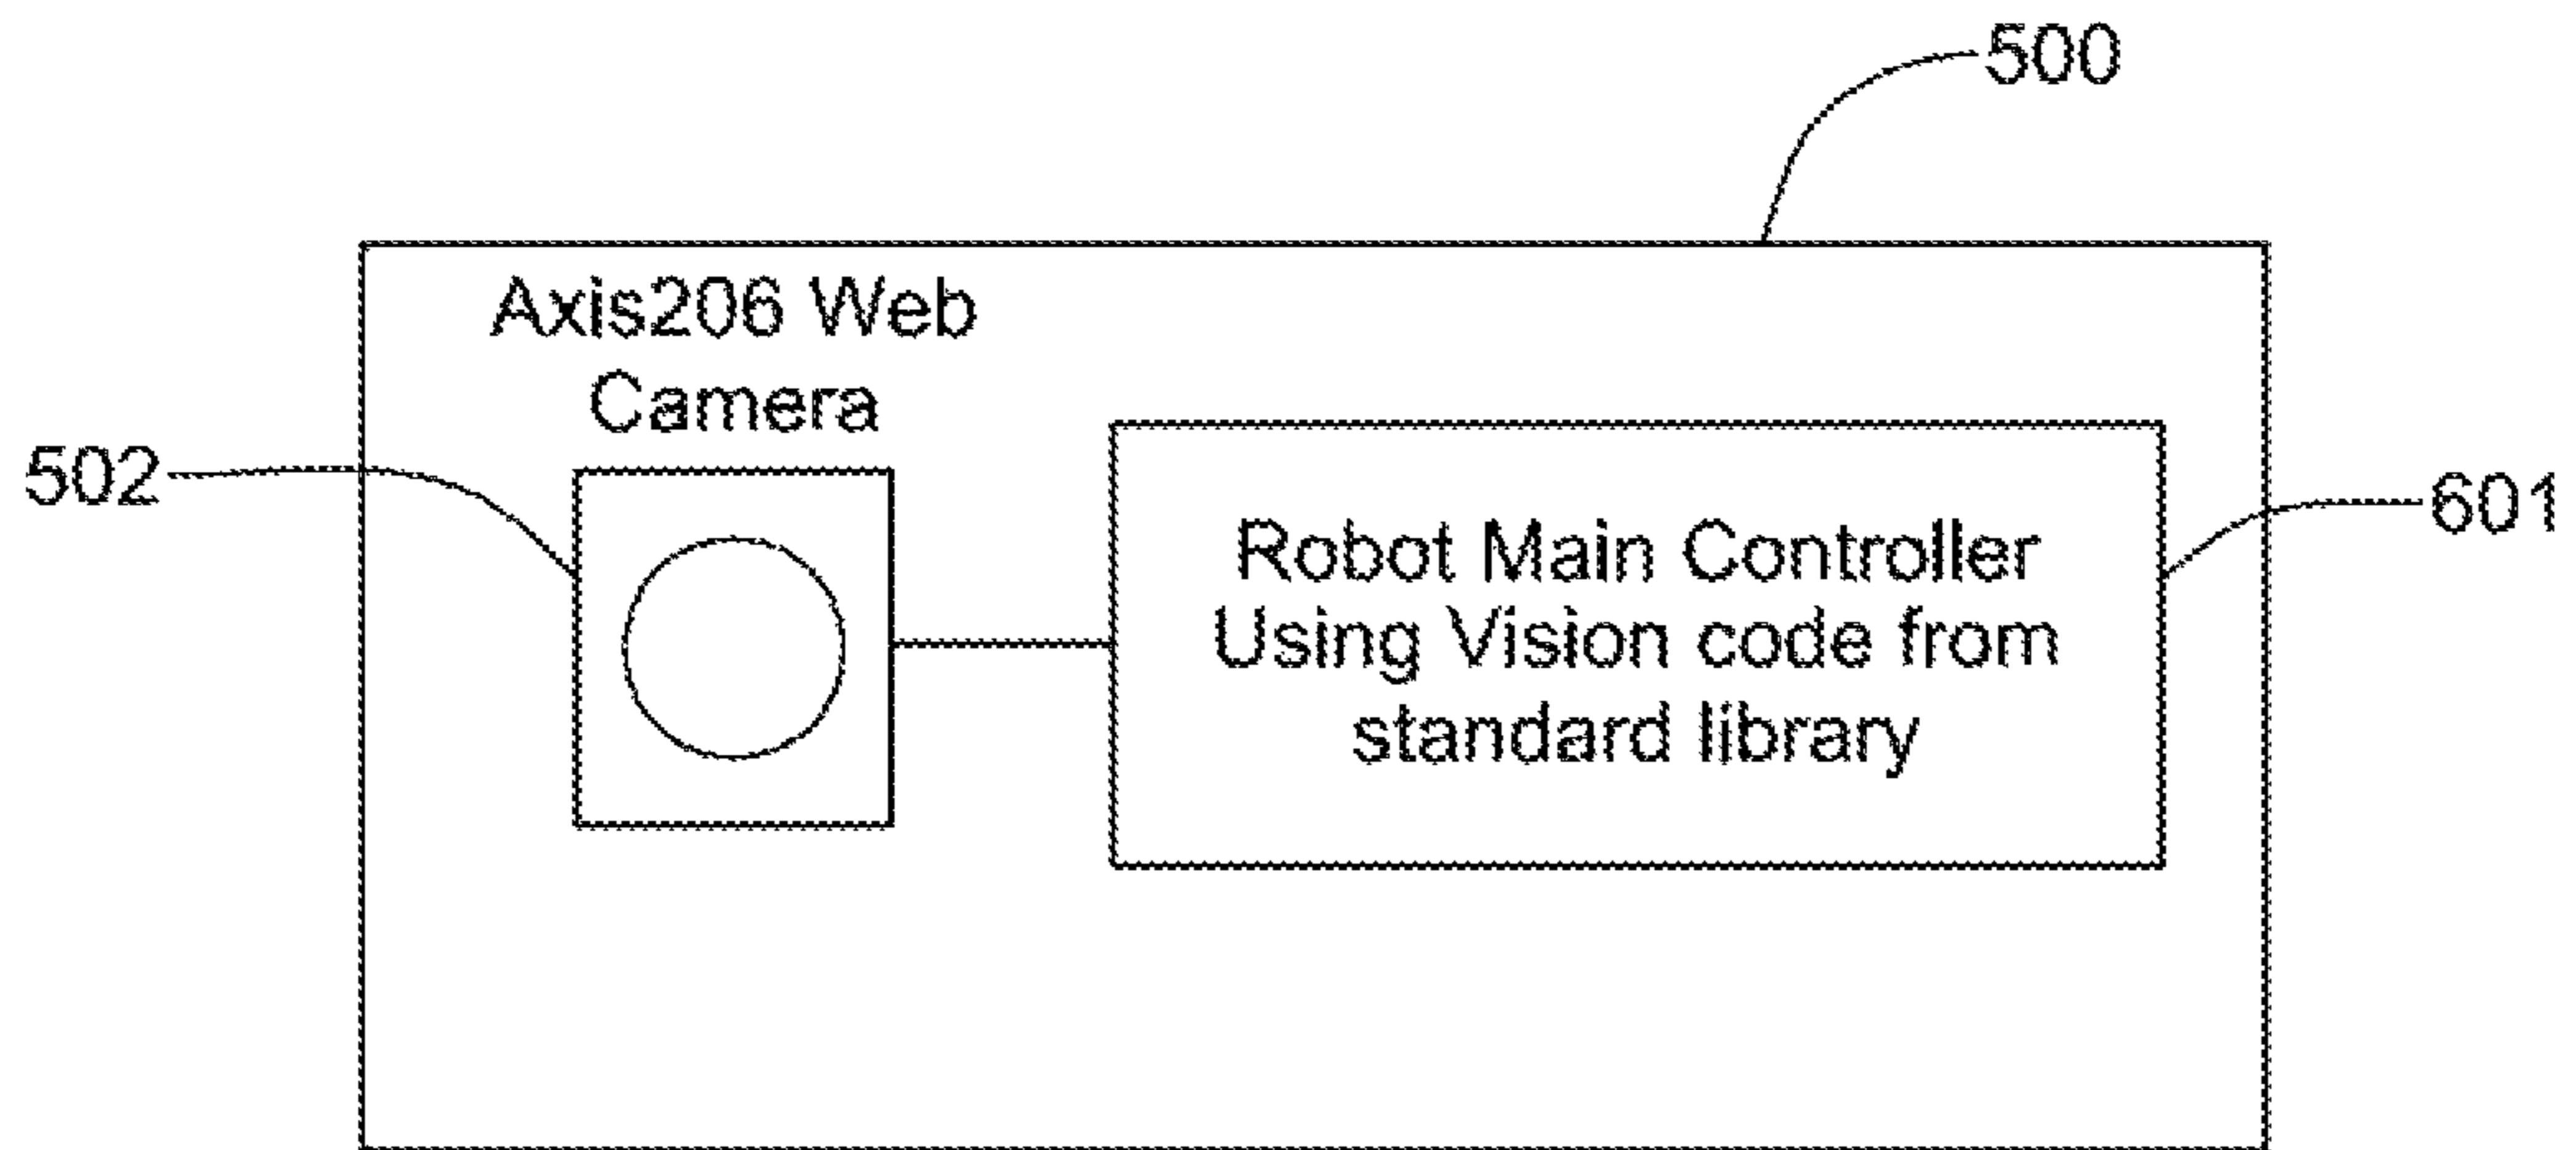 500
Axis206 Web
Camera
502
601
Robot Main Controller
Using Vision code from
standard library